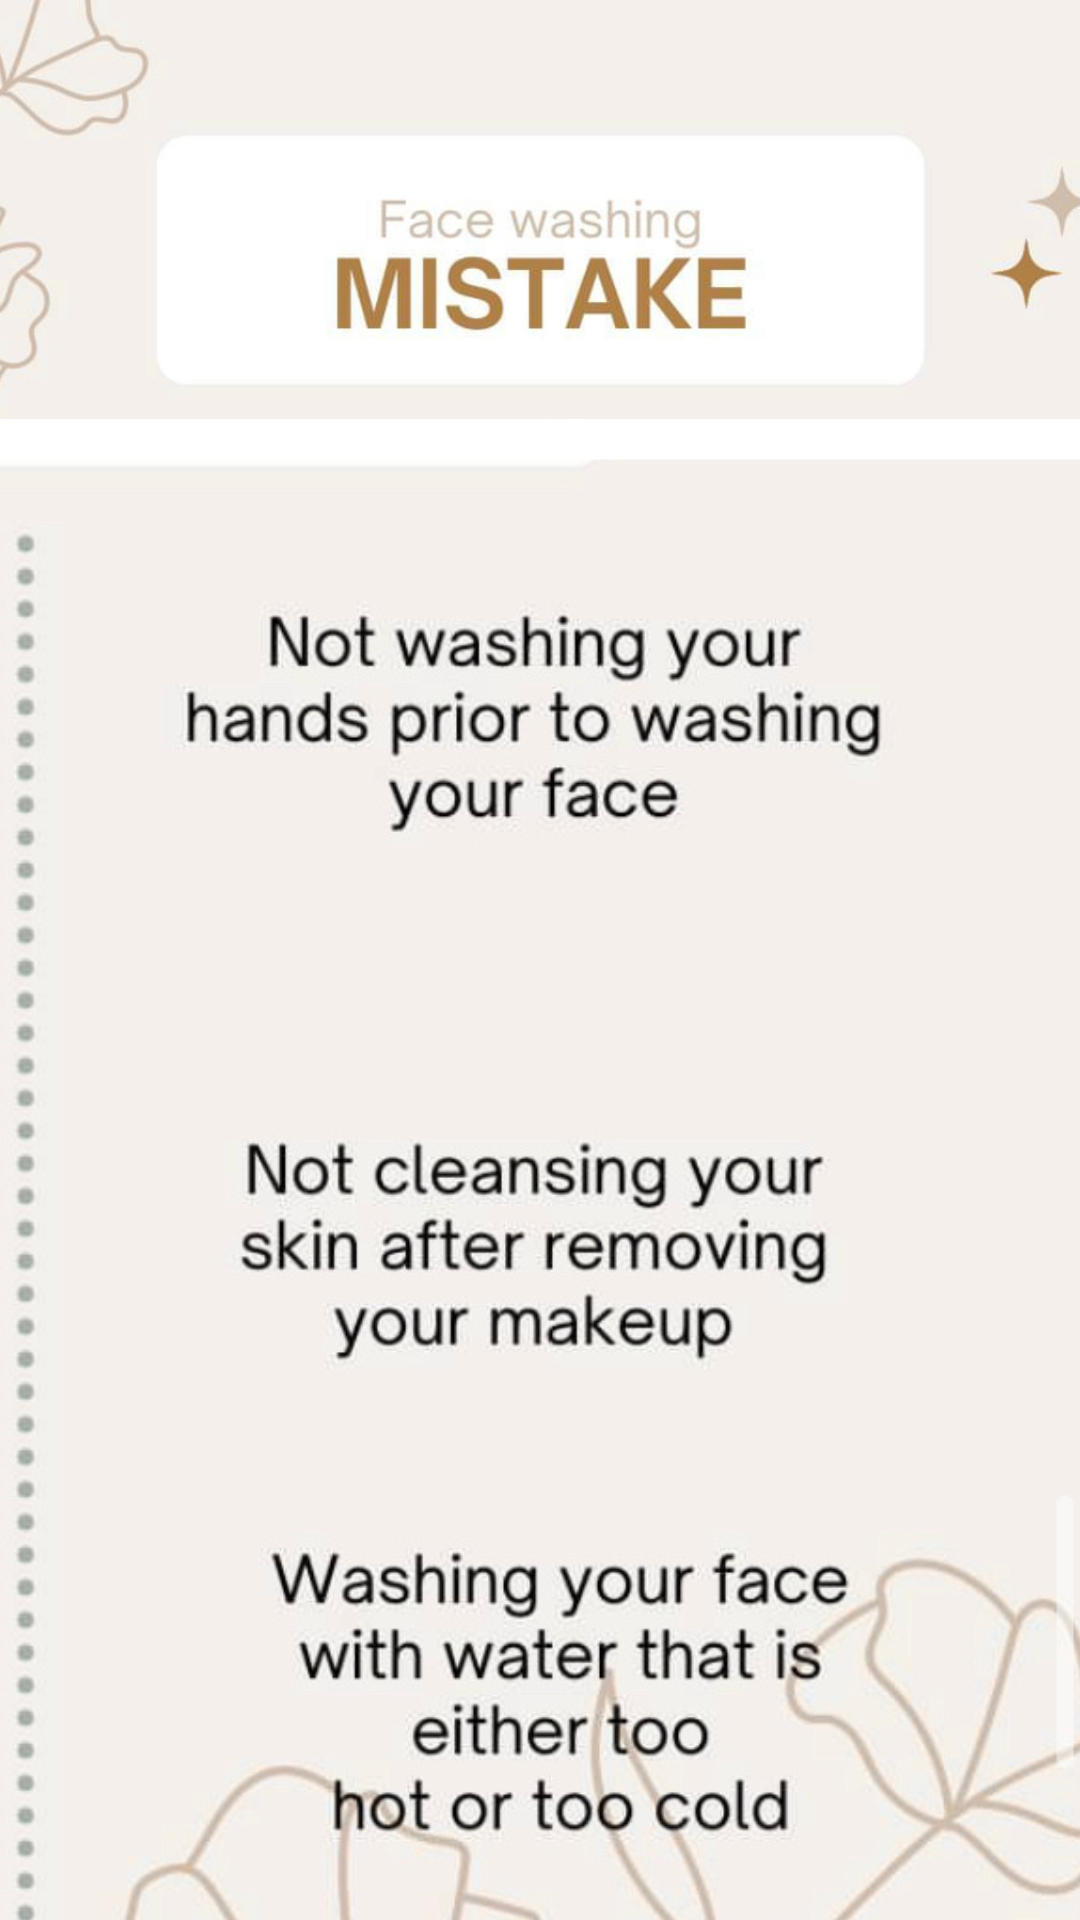 Face washing
MISTAKE
Not washing your
hands prior to washing
your face
Not cleansing your
skin after removing
your makeup
Washing your face
with water that is
either too
hot or too cold